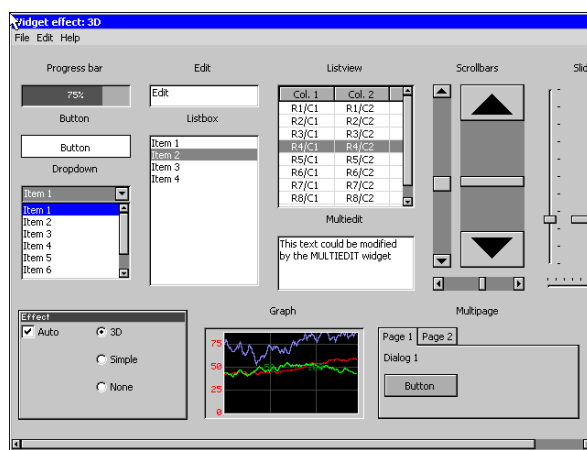 Widget effect: 3D
File Edit Help
Progress bar
75%
Button
Button
Dropdown
Item 1
Item 1
Item 2
Item 3
Item 4
Item 5
Item 6
Edit
Edit
Listbox
Item 1
Item 2
Item 3
Item 4
Listview
Col. 1 Col. 2
R1/C1 R1/C2
R2/C1 R2/C2
R3/C1 R3/C2
R4/C1 R4/C2
R5/C1 R5/C2
R6/C1 R6/C2
R7/C1 R7/C2
R8/C1 R8/C2
Multiedit
This text could be modified
by the MULTIEDIT widget
Scrollbars
Slid
Effect
Auto
3D
Simple
None
Graph
75
50
25
0
Multipage
Page 1 Page 2
Dialog 1
Button